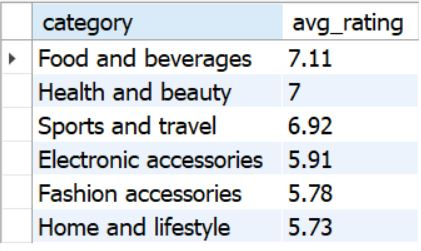 category avg_rating
Food and beverages 7.11
Health and beauty 7
Sports and travel 6.92
Electronic accessories 5.91
Fashion accessories 5.78
Home and lifestyle 5.73